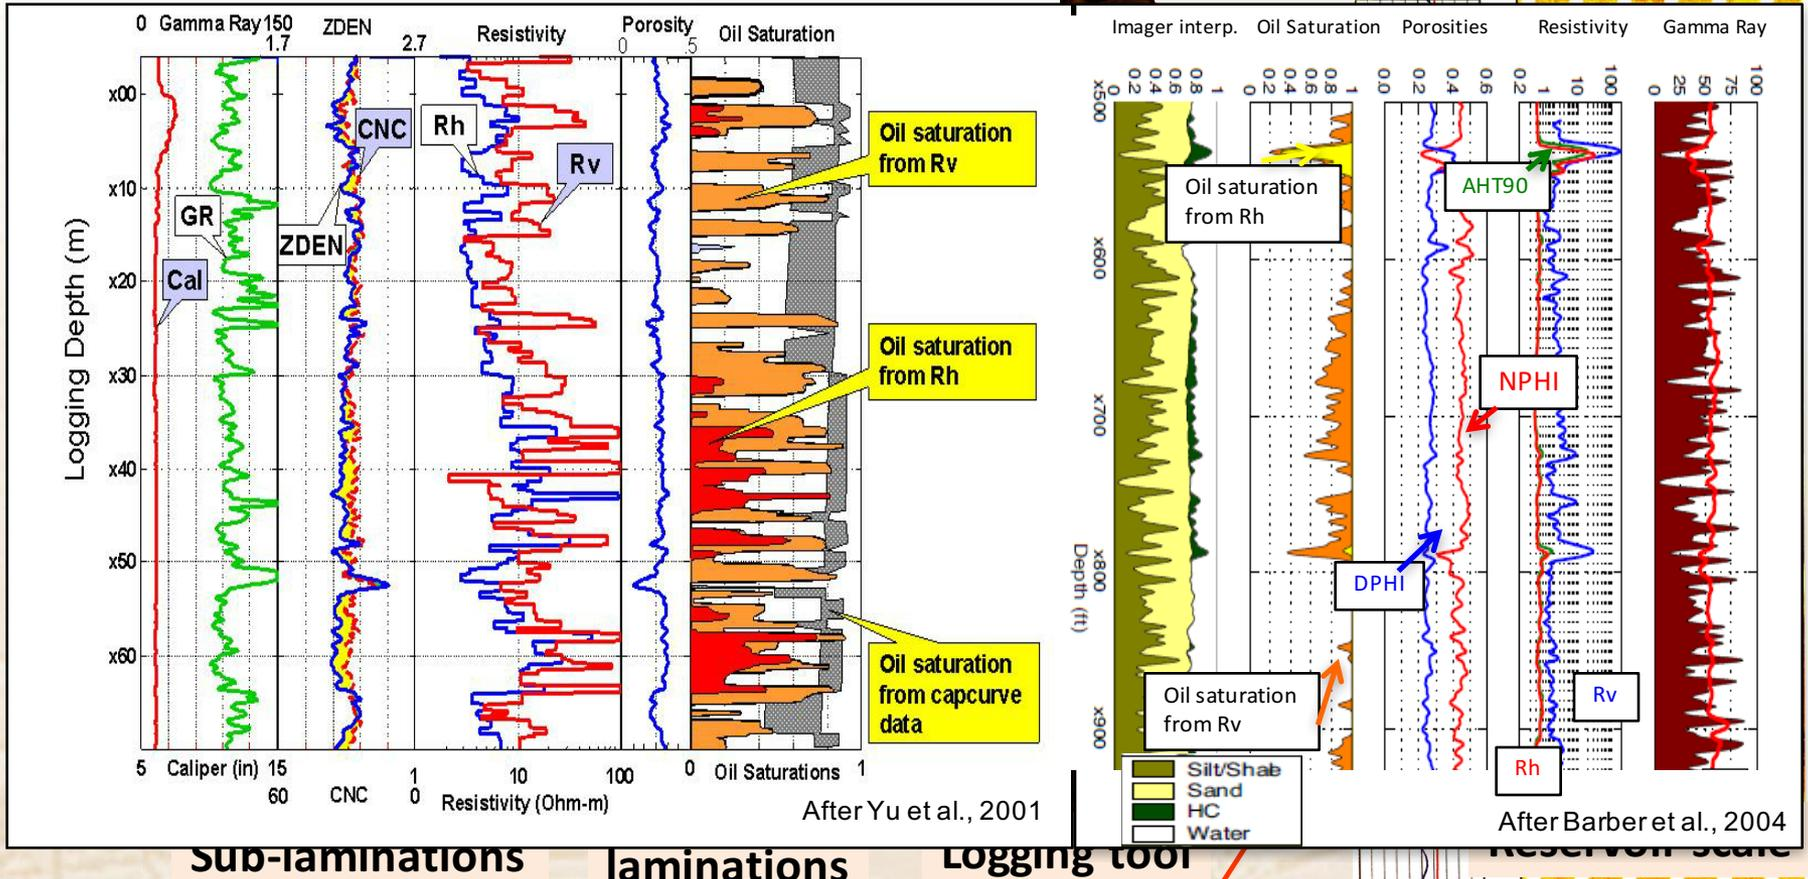 0 Gamma Ray 150
1.7 ZDEN 2.7
Resistivity
Porosity
0 .5
Oil Saturation
Logging Depth (m)
x00
x10
x20
x30
x40
x50
x60
CNC
Rh
Rv
GR
ZDEN
Cal
Oil saturation
from Rv
Oil saturation
from Rh
Oil saturation
from capcurve
data
5 Caliper (in) 15
60 CNC 0
1 10 100
Resistivity (Ohm-m)
0 Oil Saturations 1
After Yu et al., 2001
Imager interp. Oil Saturation Porosities Resistivity Gamma Ray
0 0.2 0.4 0.6 0.8 1
0 0.2 0.4 0.6 0.8 1
0.0 0.2 0.4 0.6
0.2 1 10 100
0 25 50 75 100
x500
x600
x700
x800
x900
Depth (ft)
Oil saturation
from Rh
AHT90
NPHI
DPHI
Oil saturation
from Rv
Rv
Rh
Silt/Shale
Sand
HC
Water
After Barber et al., 2004
Sub-laminations
laminations
Logging tool
Reservoir scale